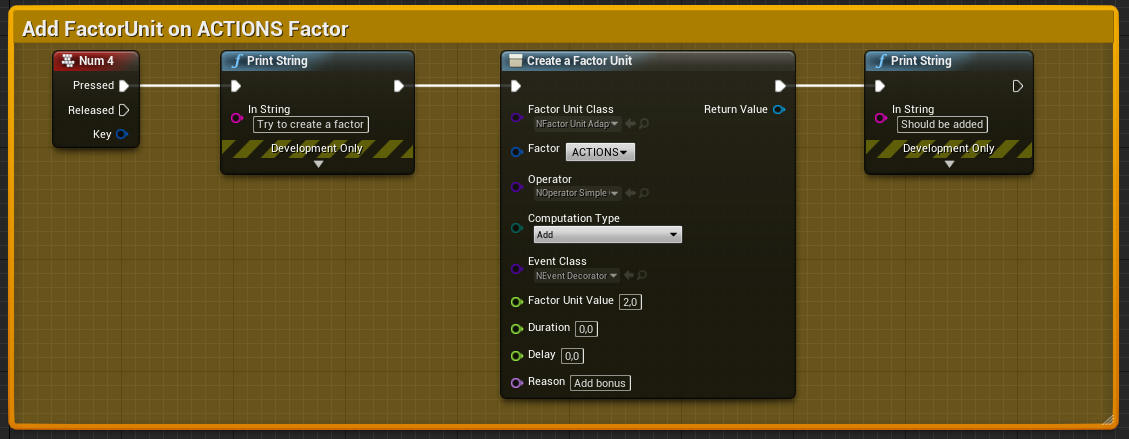 Add FactorUnit on ACTIONS Factor
Num 4
Pressed
Released
Key
Print String
In String
Try to create a factor
Development Only
Create a Factor Unit
Factor Unit Class
NFactor Unit Adap
Return Value
Factor
ACTIONS
Operator
NOperator Simple
Computation Type
Add
Event Class
NEvent Decorator
Factor Unit Value
2,0
Duration
0,0
Delay
0,0
Reason
Add bonus
Print String
In String
Should be added
Development Only